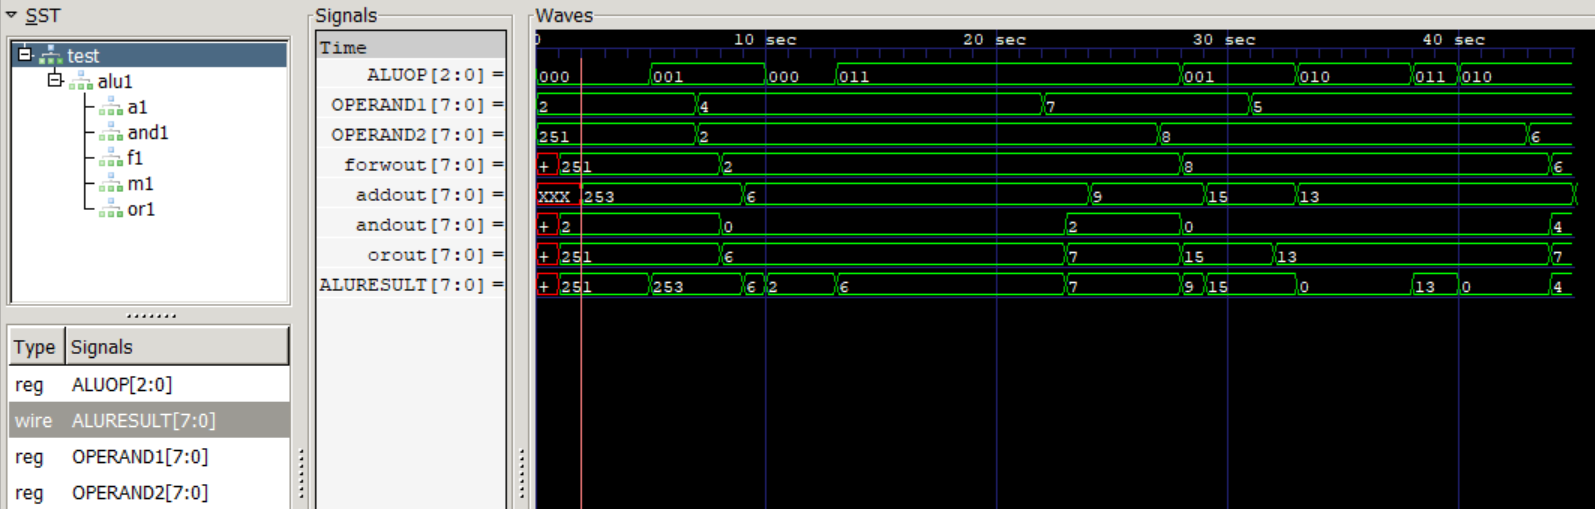 SST
test
alu1
a1
and1
f1
m1
or1
Type Signals
reg ALUOP[2:0]
wire ALURESULT[7:0]
reg OPERAND1[7:0]
reg OPERAND2[7:0]
Signals
Time
ALUOP[2:0] =
OPERAND1[7:0] =
OPERAND2[7:0] =
forwout[7:0] =
addout[7:0] =
andout[7:0] =
orout[7:0] =
ALURESULT[7:0] =
Waves
0 10 sec 20 sec 30 sec 40 sec
000 001 000 011 001 010 011 010
2 4 7 5
251 2 8 6
+ 251 2 8 6
XXX 253 6 9 15 13
+ 2 0 2 0 4
+ 251 6 7 15 13 7
+ 251 253 6 2 6 7 9 15 0 13 0 4